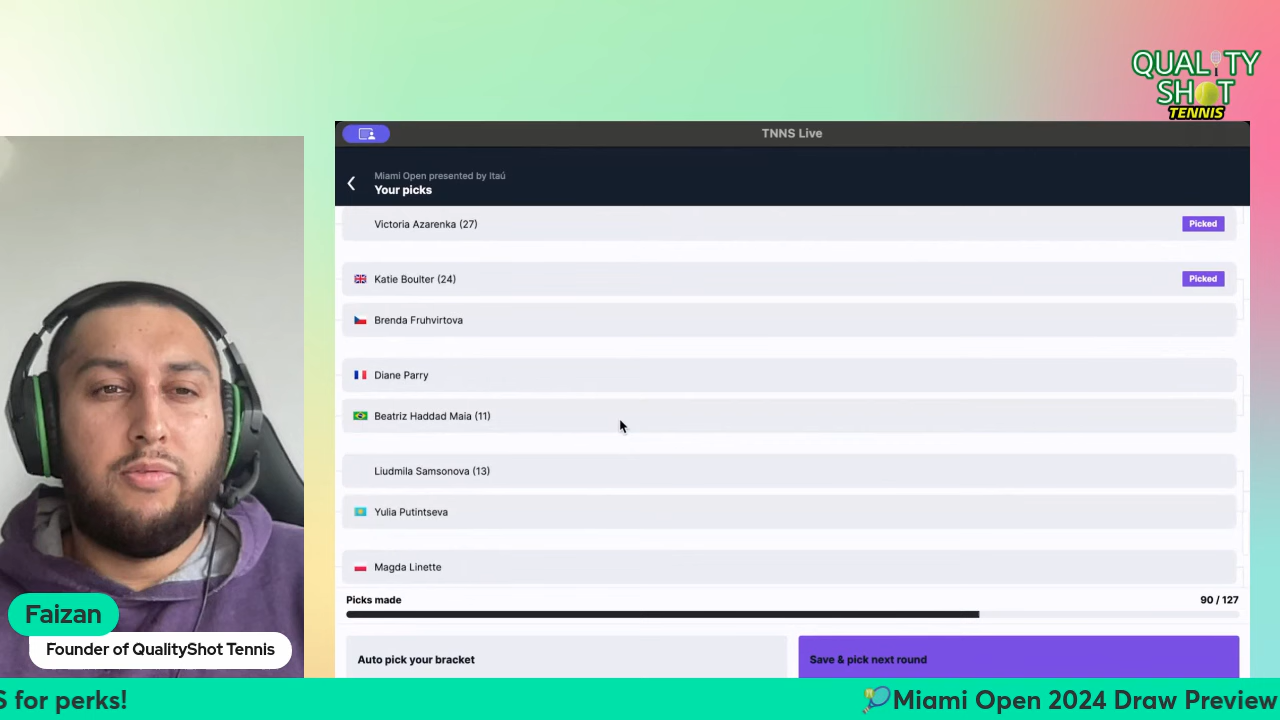 QUALITY
SHOT
TENNIS
TNNS Live
Miami Open presented by Itaú
Your picks
Victoria Azarenka (27)
Picked
Katie Boulter (24)
Picked
Brenda Fruhvirtova
Diane Parry
Beatriz Haddad Maia (11)
Liudmila Samsonova (13)
Yulia Putintseva
Magda Linette
Picks made
90 / 127
Auto pick your bracket
Save & pick next round
Faizan
Founder of QualityShot Tennis
S for perks!
🎾Miami Open 2024 Draw Preview